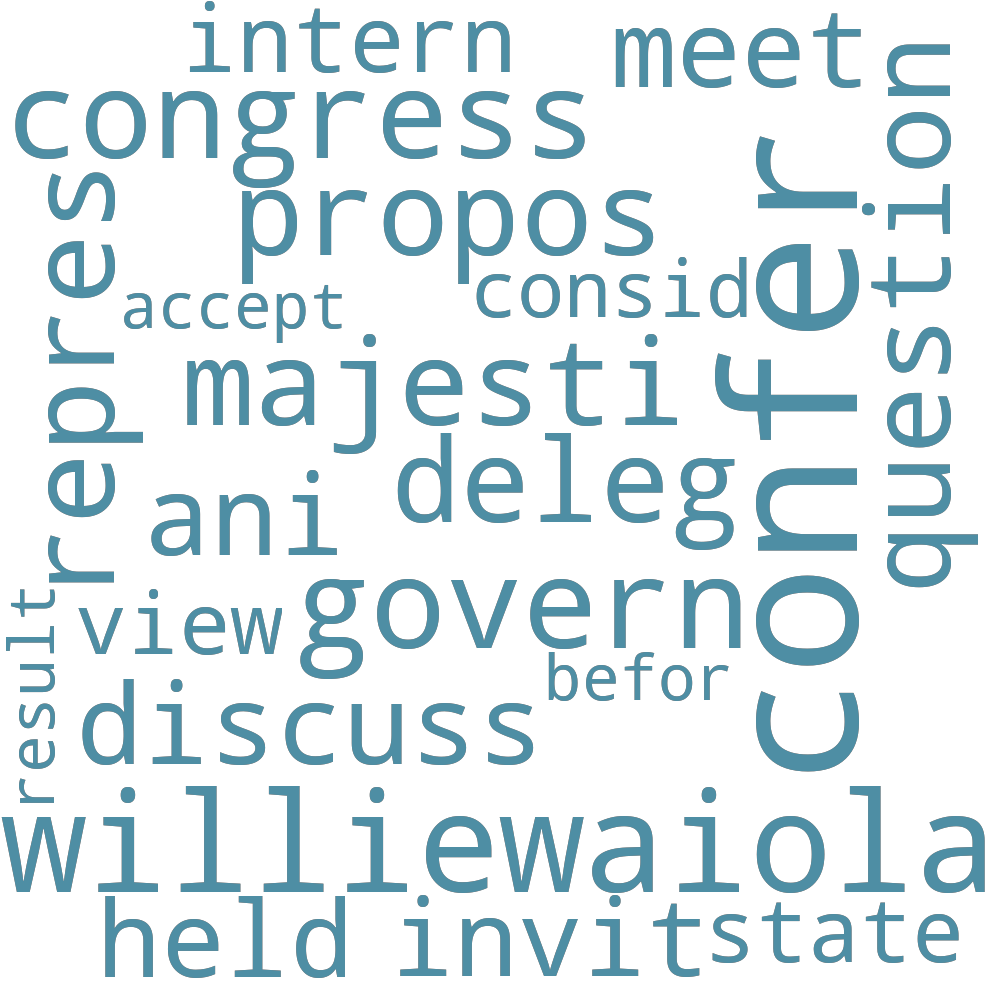 intern
meet
congress
question
confer
repres
propos
consid
accept
majesti
deleg
ani
govern
view
result
befor
discuss
williewaiola
held
invit
state